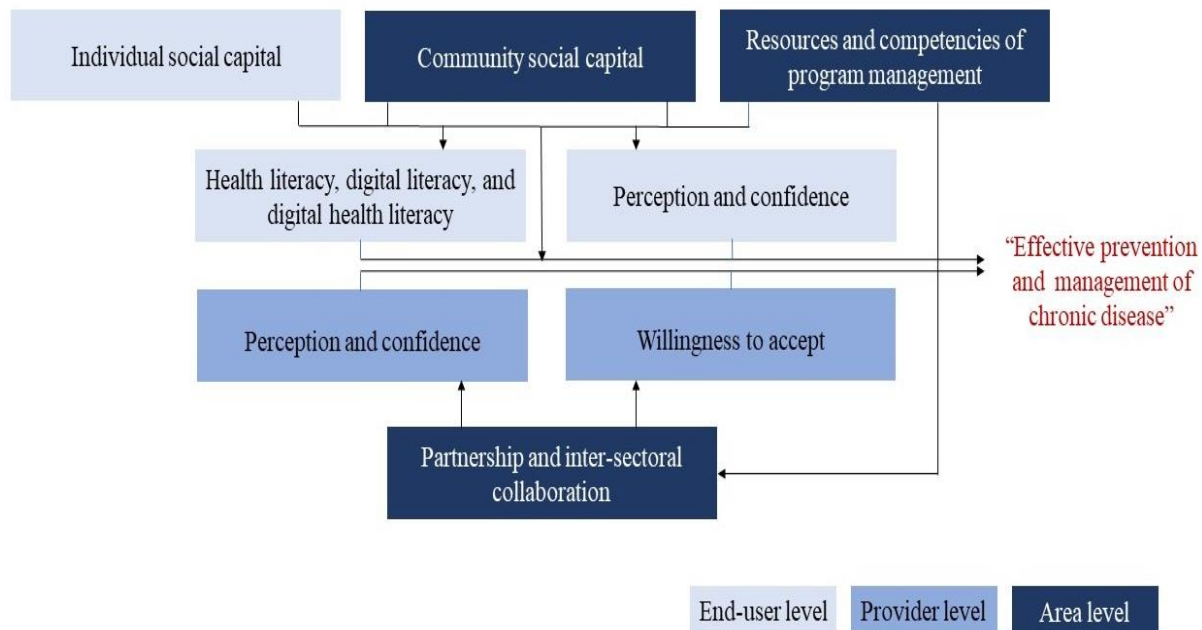 Individual social capital
Community social capital
Resources and competencies of
program management
Health literacy, digital literacy, and
digital health literacy
Perception and confidence
“Effective prevention
and management of
chronic disease”
Perception and confidence
Willingness to accept
Partnership and inter-sectoral
collaboration
End-user level
Provider level
Area level